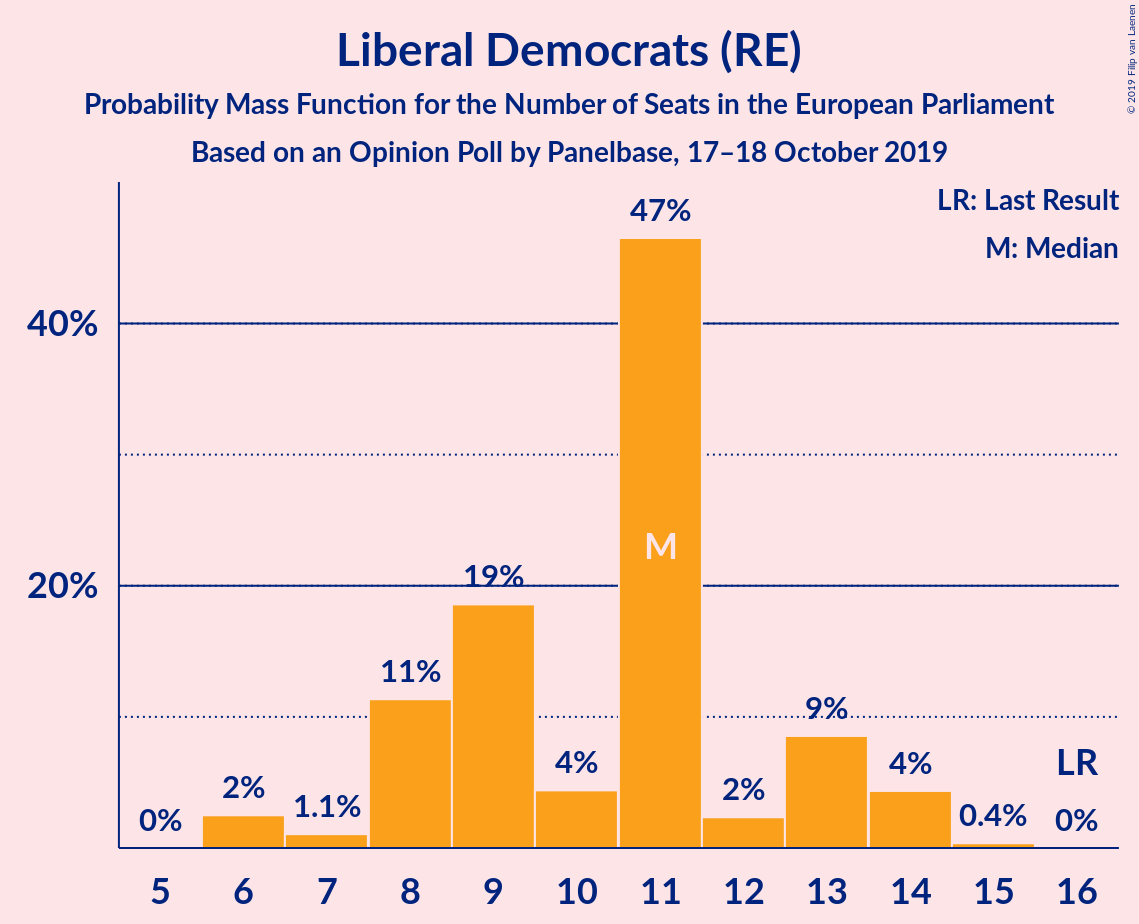 Liberal Democrats (RE)
Probability Mass Function for the Number of Seats in the European Parliament
Based on an Opinion Poll by Panelbase, 17–18 October 2019
© 2019 Filip van Laenen
LR: Last Result
M: Median
40%
20%
0%
2%
1.1%
11%
19%
4%
47%
M
2%
9%
4%
0.4%
LR
0%
5 6 7 8 9 10 11 12 13 14 15 16